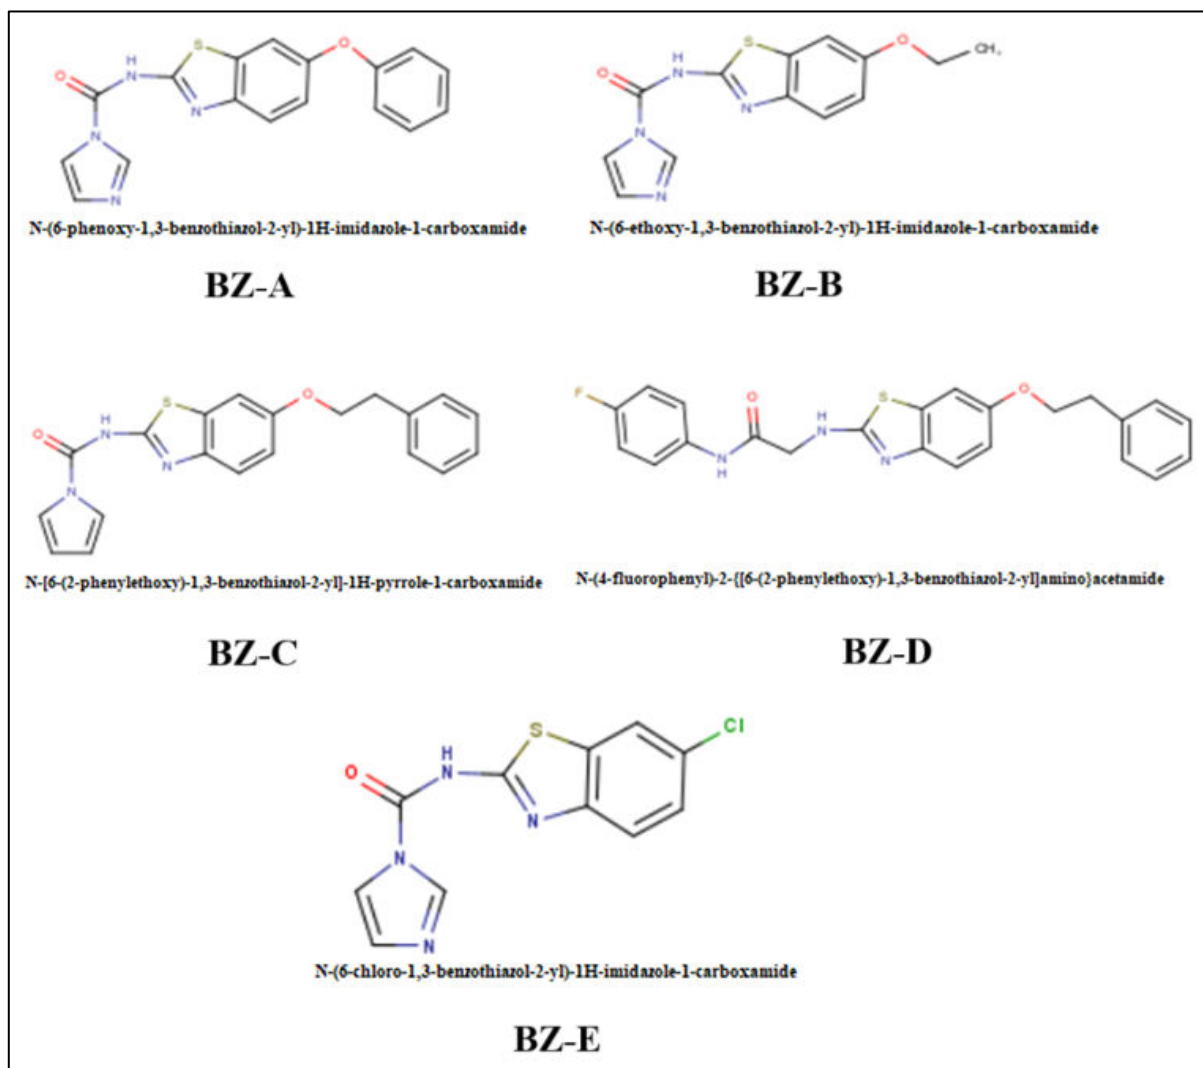 N-(6-phenoxy-1,3-benzothiazol-2-yl)-1H-imidazole-1-carboxamide
BZ-A
CH₃
N-(6-ethoxy-1,3-benzothiazol-2-yl)-1H-imidazole-1-carboxamide
BZ-B
N-[6-(2-phenylethoxy)-1,3-benzothiazol-2-yl]-1H-pyrrole-1-carboxamide
BZ-C
N-(4-fluorophenyl)-2-{[6-(2-phenylethoxy)-1,3-benzothiazol-2-yl]amino}acetamide
BZ-D
Cl
N-(6-chloro-1,3-benzothiazol-2-yl)-1H-imidazole-1-carboxamide
BZ-E